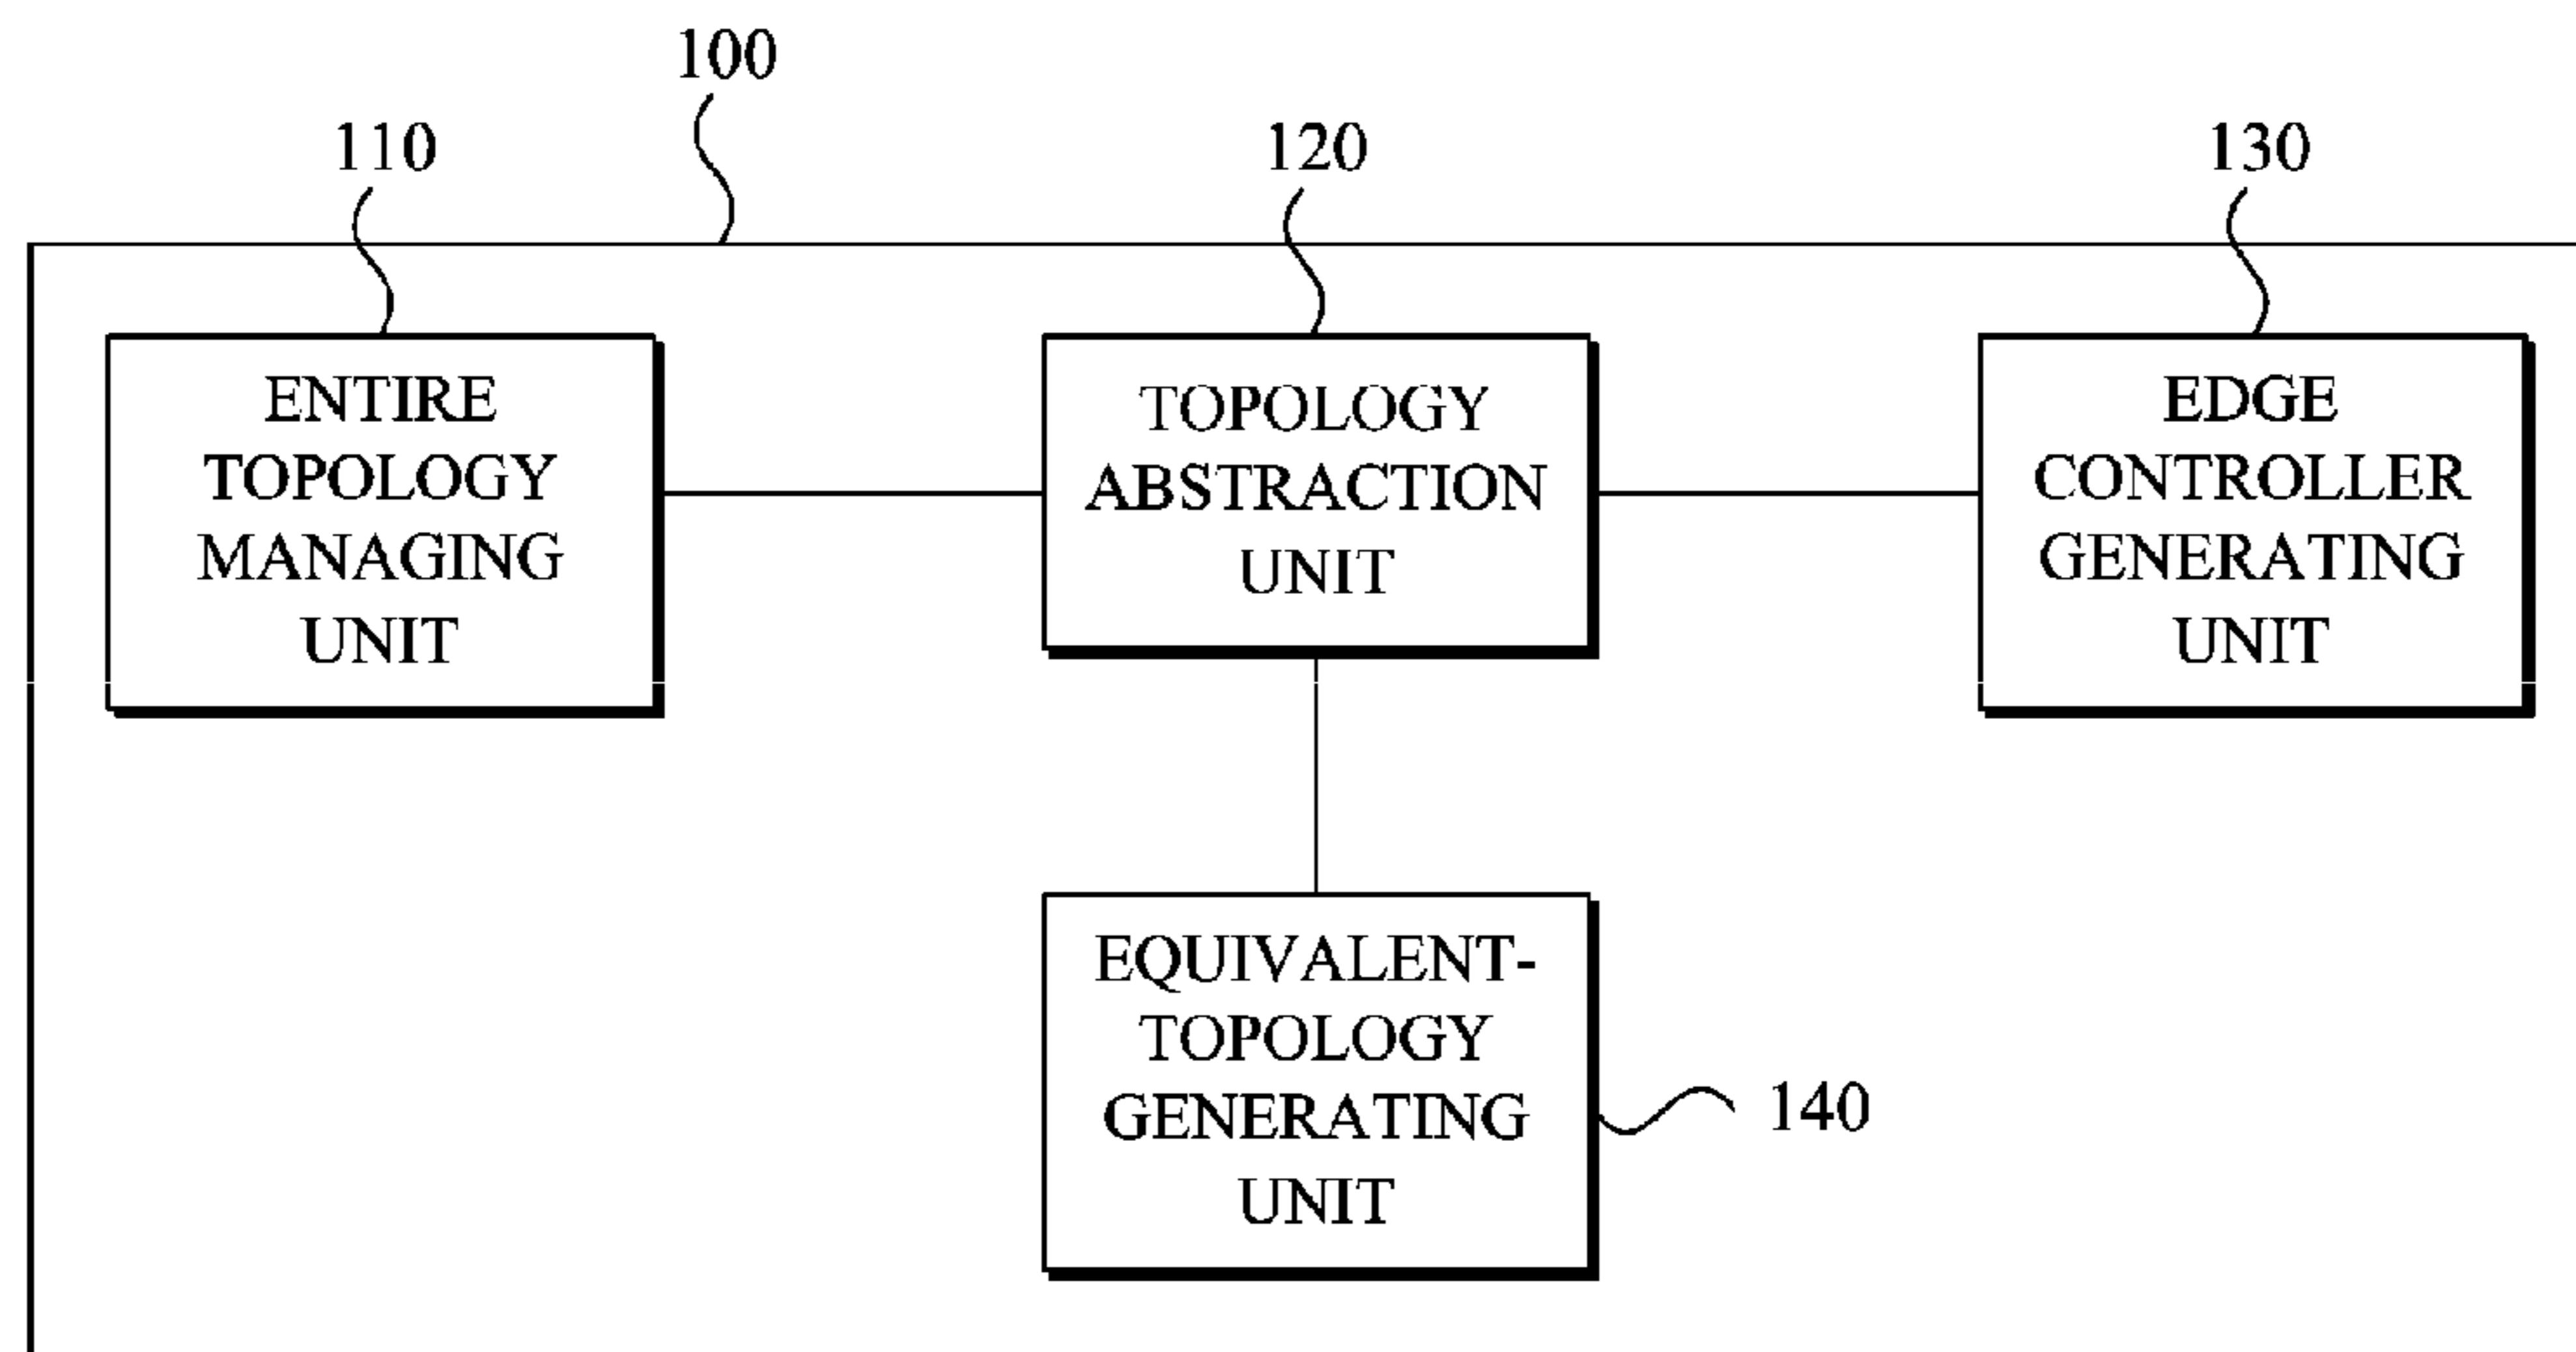 100
110
120
130
ENTIRE
TOPOLOGY
MANAGING
UNIT
TOPOLOGY
ABSTRACTION
UNIT
EDGE
CONTROLLER
GENERATING
UNIT
EQUIVALENT-
TOPOLOGY
GENERATING
UNIT
140